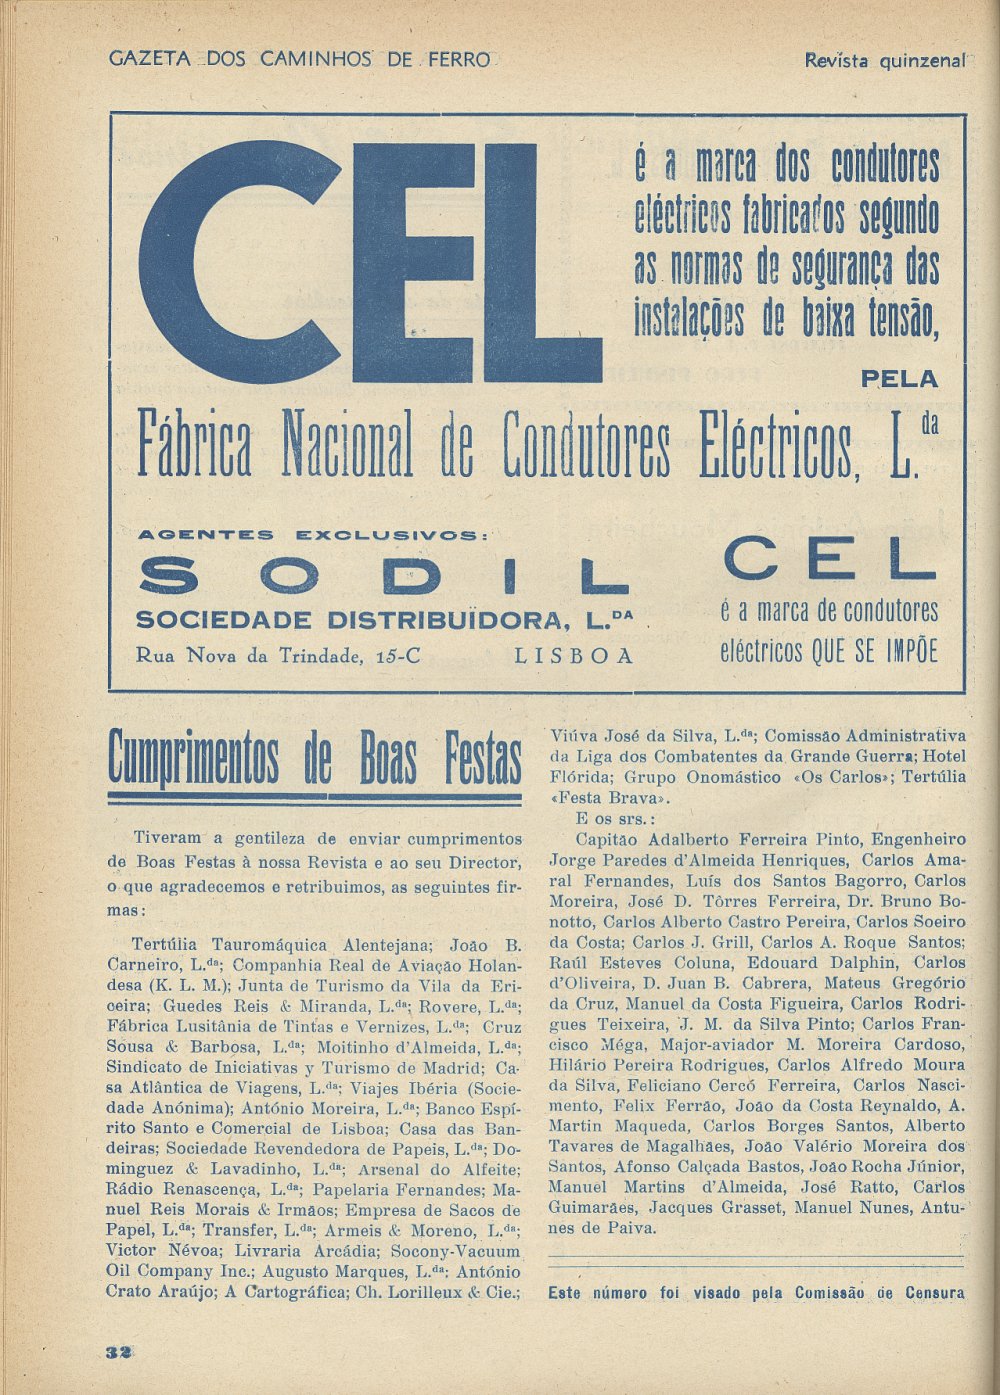 GAZETA DOS CAMINHOS DE FERRO
Revista quinzenal
CEL
é a marca dos condutores
eléctricos fabricados segundo
as normas de segurança das
instalações de baixa tensão,
PELA
Fábrica Nacional de Condutores Eléctricos, L.da
AGENTES EXCLUSIVOS:
SODIL
SOCIEDADE DISTRIBUÏDORA, L.DA
Rua Nova da Trindade, 15-C LISBOA
CEL
é a marca de condutores
eléctricos QUE SE IMPÕE
Cumprimentos de Boas Festas
Tiveram a gentileza de enviar cumprimentos
de Boas Festas à nossa Revista e ao seu Director,
o que agradecemos e retribuimos, as seguintes fir-
mas:
Tertúlia Tauromáquica Alentejana; João B.
Carneiro, L.da; Companhia Real de Aviação Holan-
desa (K. L. M.); Junta de Turismo da Vila da Eri-
ceira; Guedes Reis & Miranda, L.da; Rovere, L.da;
Fábrica Lusitânia de Tintas e Vernizes, L.da; Cruz
Sousa & Barbosa, L.da; Moitinho d'Almeida, L.da;
Sindicato de Iniciativas y Turismo de Madrid; Ca-
sa Atlântica de Viagens, L.da; Viajes Ibéria (Socie-
dade Anónima); António Moreira, L.da; Banco Espí-
rito Santo e Comercial de Lisboa; Casa das Ban-
deiras; Sociedade Revendedora de Papeis, L.da; Do-
minguez & Lavadinho, L.da; Arsenal do Alfeite;
Rádio Renascença, L.da; Papelaria Fernandes; Ma-
nuel Reis Morais & Irmãos; Empresa de Sacos de
Papel, L.da; Transfer, L.da; Armeis & Moreno, L.da;
Victor Névoa; Livraria Arcádia; Socony-Vacuum
Oil Company Inc.; Augusto Marques, L.da; António
Crato Araújo; A Cartográfica; Ch. Lorilleux & Cie.;
Viúva José da Silva, L.da; Comissão Administrativa
da Liga dos Combatentes da Grande Guerra; Hotel
Flórida; Grupo Onomástico «Os Carlos»; Tertúlia
«Festa Brava».
E os srs.:
Capitão Adalberto Ferreira Pinto, Engenheiro
Jorge Paredes d'Almeida Henriques, Carlos Ama-
ral Fernandes, Luís dos Santos Bagorro, Carlos
Moreira, José D. Tôrres Ferreira, Dr. Bruno Bo-
notto, Carlos Alberto Castro Pereira, Carlos Soeiro
da Costa; Carlos J. Grill, Carlos A. Roque Santos;
Raúl Esteves Coluna, Edouard Dalphin, Carlos
d'Oliveira, D. Juan B. Cabrera, Mateus Gregório
da Cruz, Manuel da Costa Figueira, Carlos Rodri-
gues Teixeira, J. M. da Silva Pinto; Carlos Fran-
cisco Méga, Major-aviador M. Moreira Cardoso,
Hilário Pereira Rodrigues, Carlos Alfredo Moura
da Silva, Feliciano Cercó Ferreira, Carlos Nasci-
mento, Felix Ferrão, João da Costa Reynaldo, A.
Martin Maqueda, Carlos Borges Santos, Alberto
Tavares de Magalhães, João Valério Moreira dos
Santos, Afonso Calçada Bastos, João Rocha Júnior,
Manuel Martins d'Almeida, José Ratto, Carlos
Guimarães, Jacques Grasset, Manuel Nunes, Antu-
nes de Paiva.
Este número foi visado pela Comissão de Censura
32